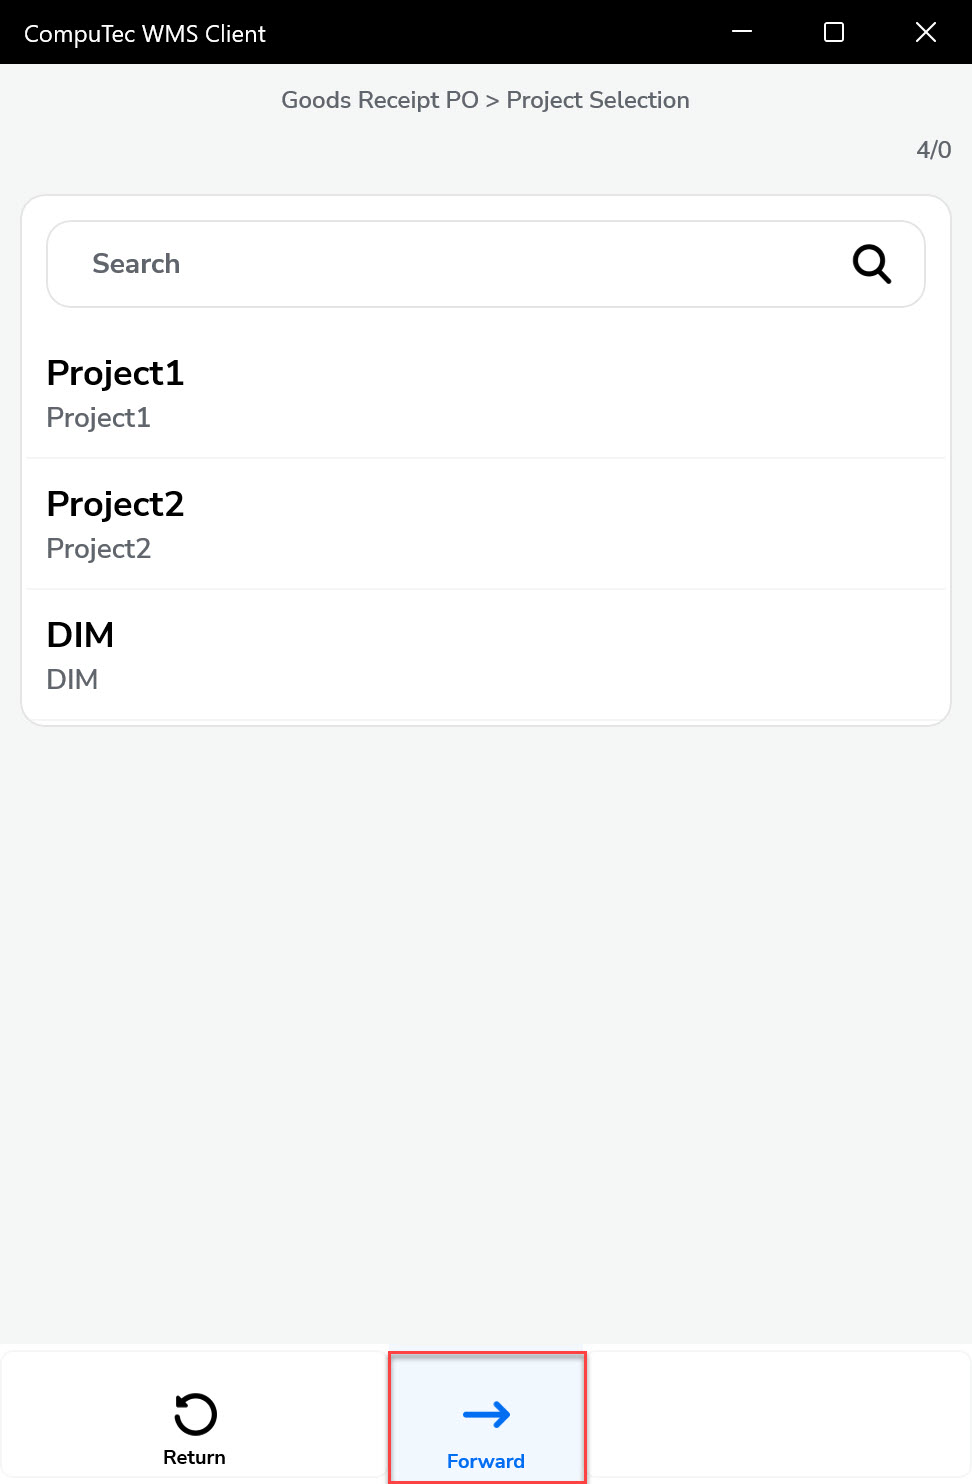 CompuTec WMS Client
Goods Receipt PO > Project Selection
4/0
Search
Project1
Project1
Project2
Project2
DIM
DIM
Return
Forward